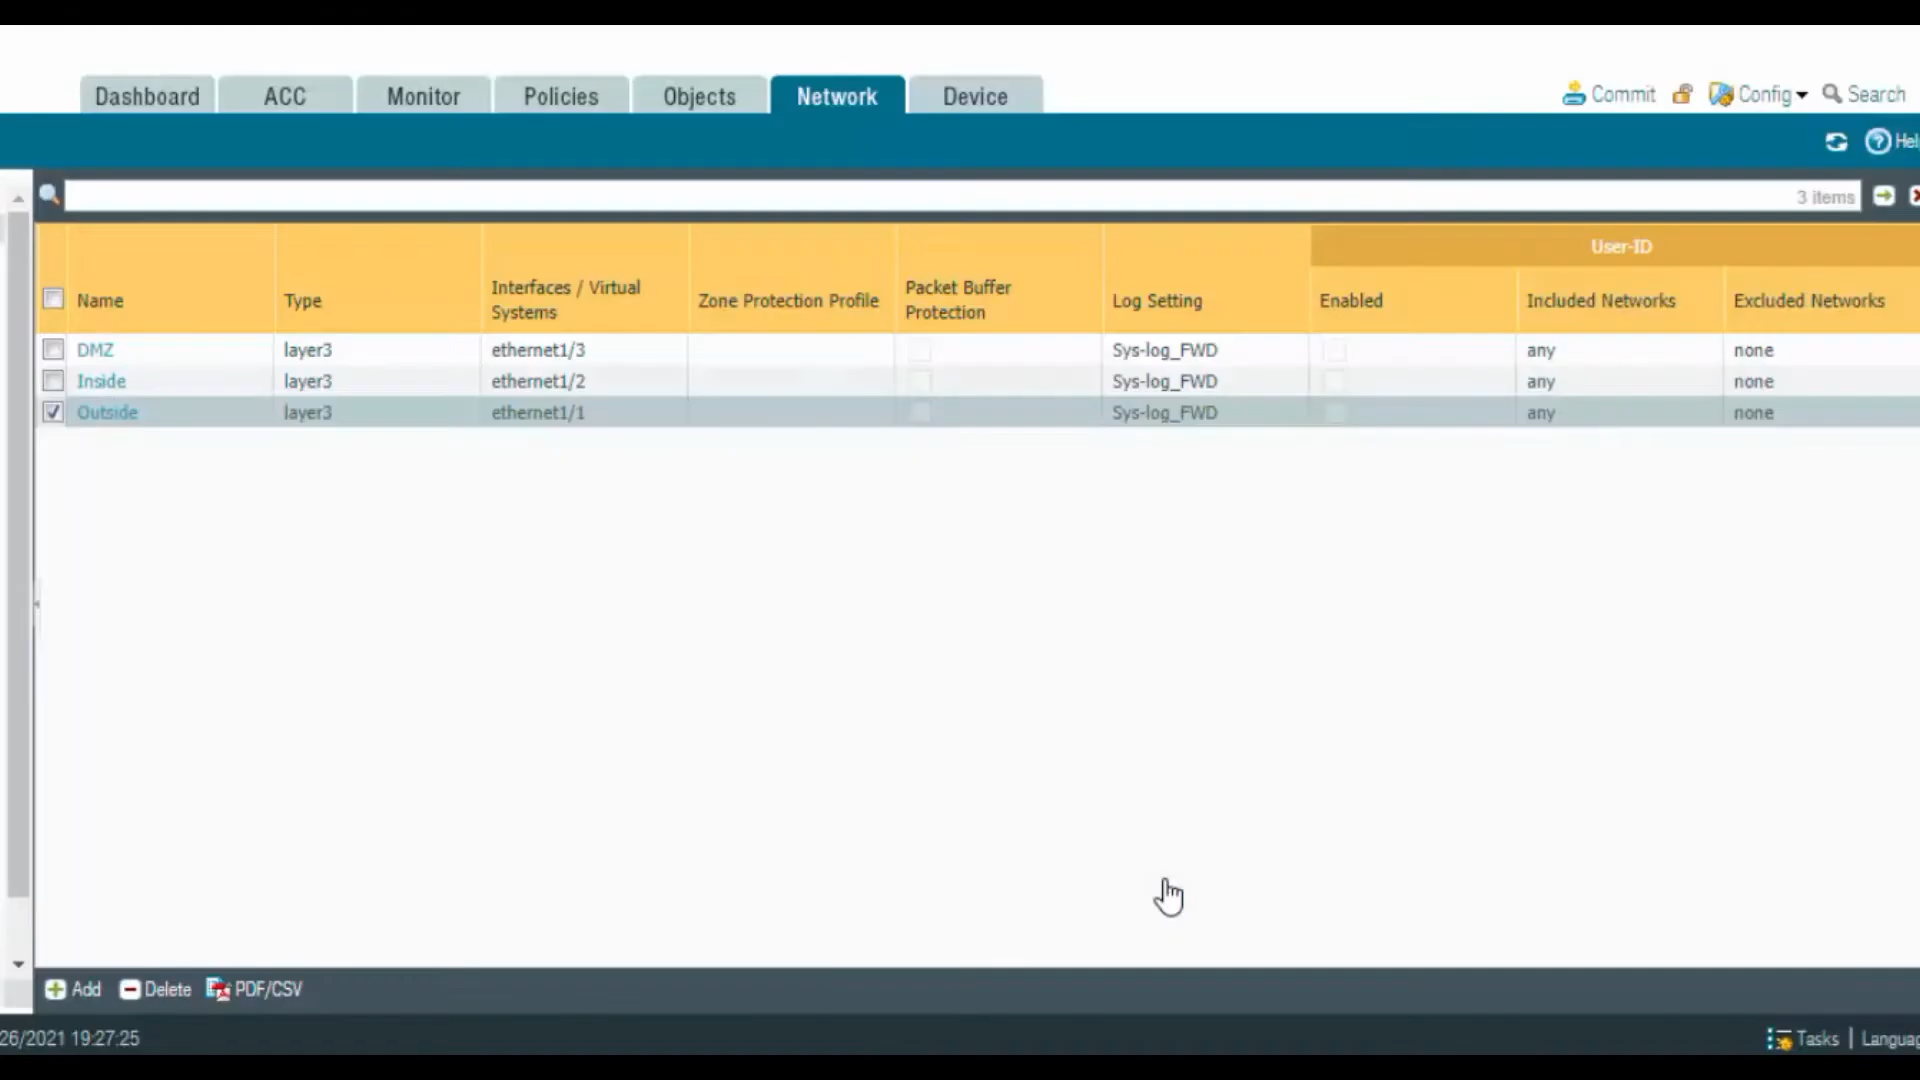 Dashboard ACC Monitor Policies Objects Network Device Commit Config Search
3 items
User-ID
Name Type Interfaces / Virtual Systems Zone Protection Profile Packet Buffer Protection Log Setting Enabled Included Networks Excluded Networks
DMZ layer3 ethernet1/3 Sys-log_FWD any none
Inside layer3 ethernet1/2 Sys-log_FWD any none
Outside layer3 ethernet1/1 Sys-log_FWD any none
Add Delete PDF/CSV
26/2021 19:27:25 Tasks |